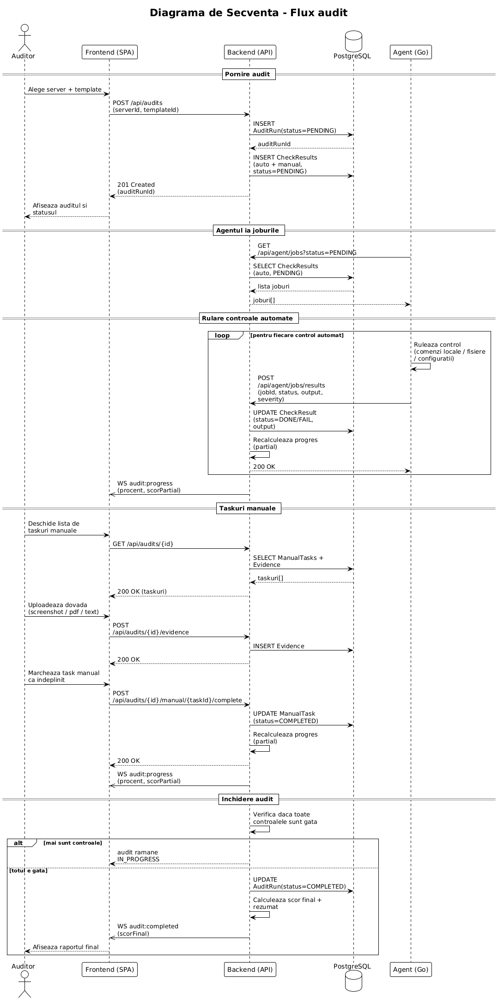 Diagrama de Secventa - Flux audit
Auditor
Frontend (SPA)
Backend (API)
PostgreSQL
Agent (Go)
Pornire audit
Alege server + template
POST /api/audits
(serverId, templateId)
INSERT
AuditRun(status=PENDING)
auditRunId
INSERT CheckResults
(auto + manual,
status=PENDING)
201 Created
(auditRunId)
Afiseaza auditul si
statusul
Agentul ia joburile
GET
/api/agent/jobs?status=PENDING
SELECT CheckResults
(auto, PENDING)
lista joburi
joburi[]
Rulare controale automate
loop
[pentru fiecare control automat]
Ruleaza control
(comenzi locale / fisiere
/ configuratii)
POST
/api/agent/jobs/results
(jobId, status, output,
severity)
UPDATE CheckResult
(status=DONE/FAIL,
output)
Recalculeaza progres
(partial)
200 OK
WS audit:progress
(procent, scorPartial)
Taskuri manuale
Deschide lista de
taskuri manuale
GET /api/audits/{id}
SELECT ManualTasks +
Evidence
taskuri[]
200 OK (taskuri)
Uploadeaza dovada
(screenshot / pdf / text)
POST
/api/audits/{id}/evidence
INSERT Evidence
200 OK
Marcheaza task manual
ca indeplinit
POST
/api/audits/{id}/manual/{taskId}/complete
UPDATE ManualTask
(status=COMPLETED)
Recalculeaza progres
(partial)
200 OK
WS audit:progress
(procent, scorPartial)
Inchidere audit
Verifica daca toate
controalele sunt gata
alt
[mai sunt controale]
audit ramane
IN_PROGRESS
[totul e gata]
UPDATE
AuditRun(status=COMPLETED)
Calculeaza scor final +
rezumat
WS audit:completed
(scorFinal)
Afiseaza raportul final
Auditor
Frontend (SPA)
Backend (API)
PostgreSQL
Agent (Go)